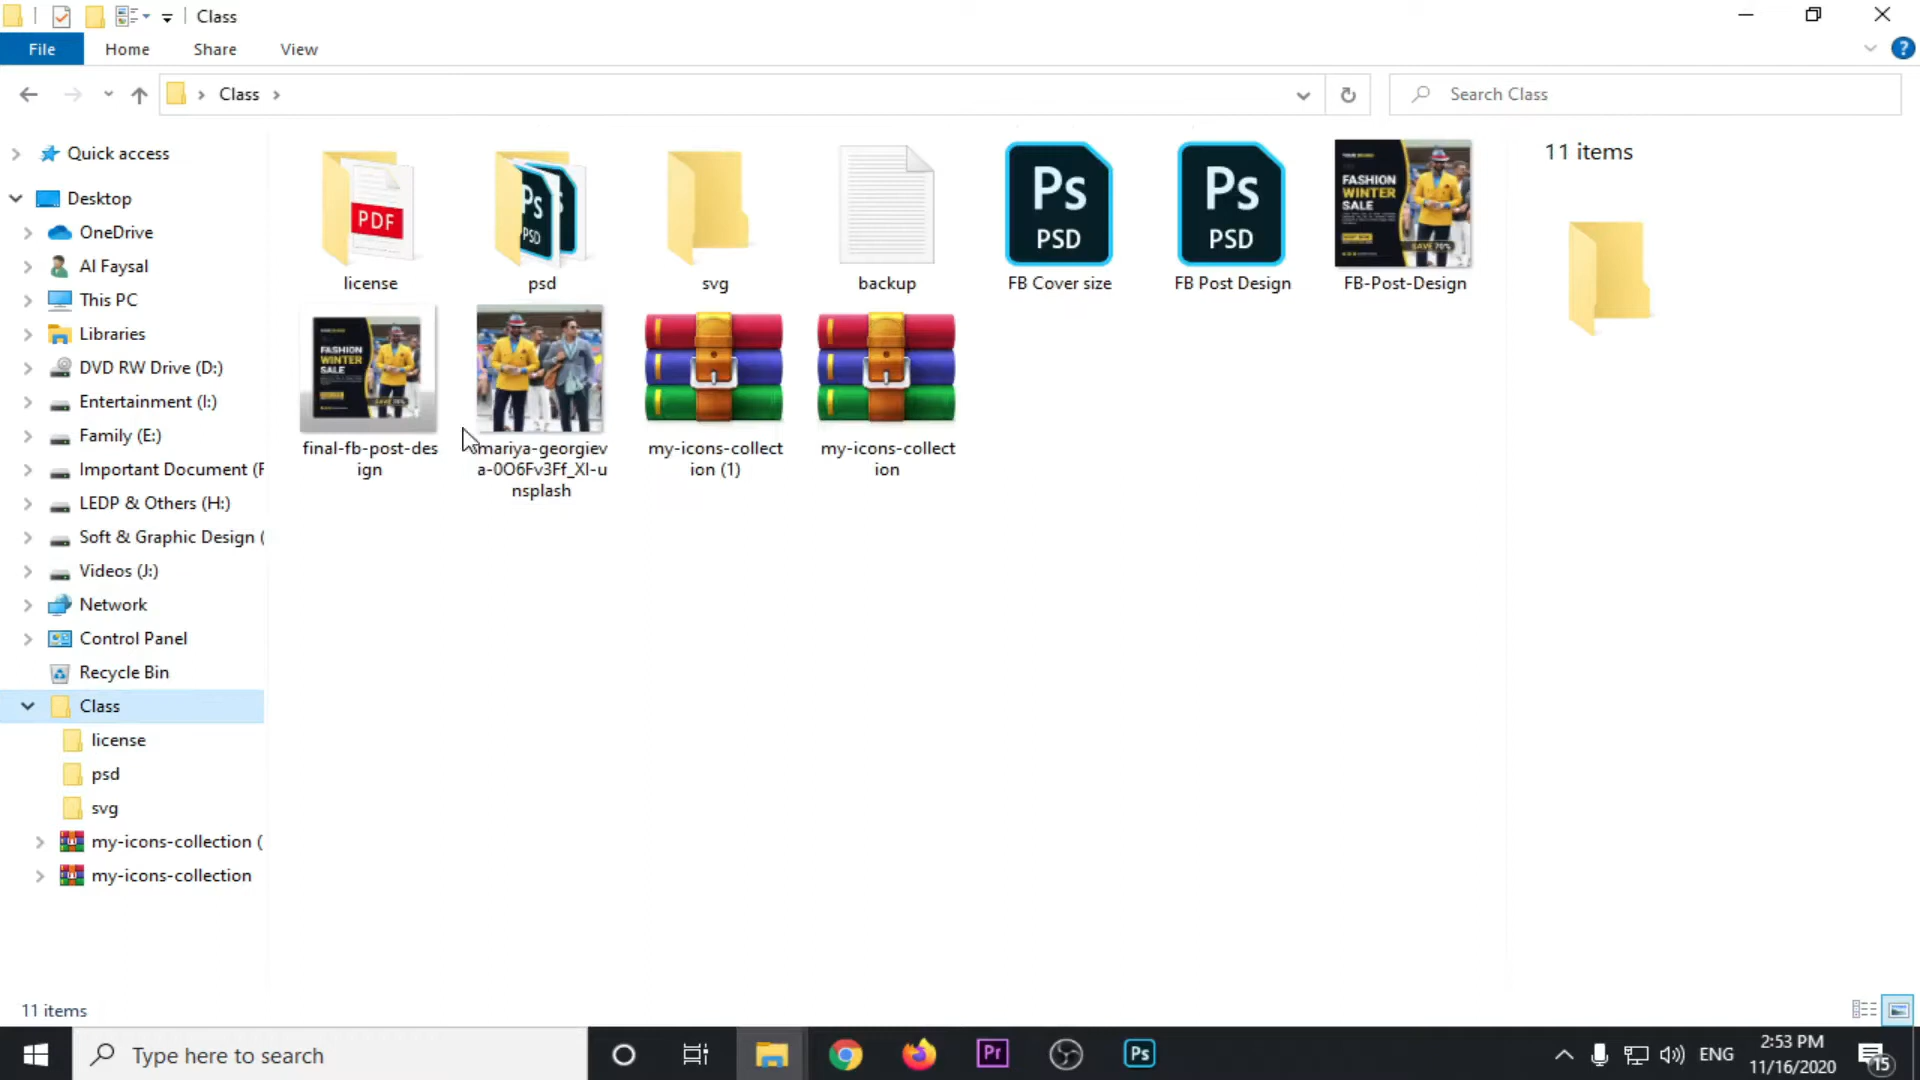 Class
File
Home
Share
View
Class
Search Class
Quick access
Desktop
OneDrive
Al Faysal
This PC
Libraries
DVD RW Drive (D:)
Entertainment (I:)
Family (E:)
Important Document (F
LEDP & Others (H:)
Soft & Graphic Design (
Videos (J:)
Network
Control Panel
Recycle Bin
Class
license
psd
svg
my-icons-collection (
my-icons-collection
PDF
license
Ps
PSD
psd
svg
backup
Ps
PSD
FB Cover size
Ps
PSD
FB Post Design
FASHION
WINTER
SALE
SAVE 70%
FB-Post-Design
FASHION
WINTER
SALE
SAVE 70%
final-fb-post-des
ign
mariya-georgiev
a-0O6Fv3Ff_XI-u
nsplash
my-icons-collect
ion (1)
my-icons-collect
ion
11 items
11 items
Type here to search
Pr
Ps
ENG
2:53 PM
11/16/2020
15